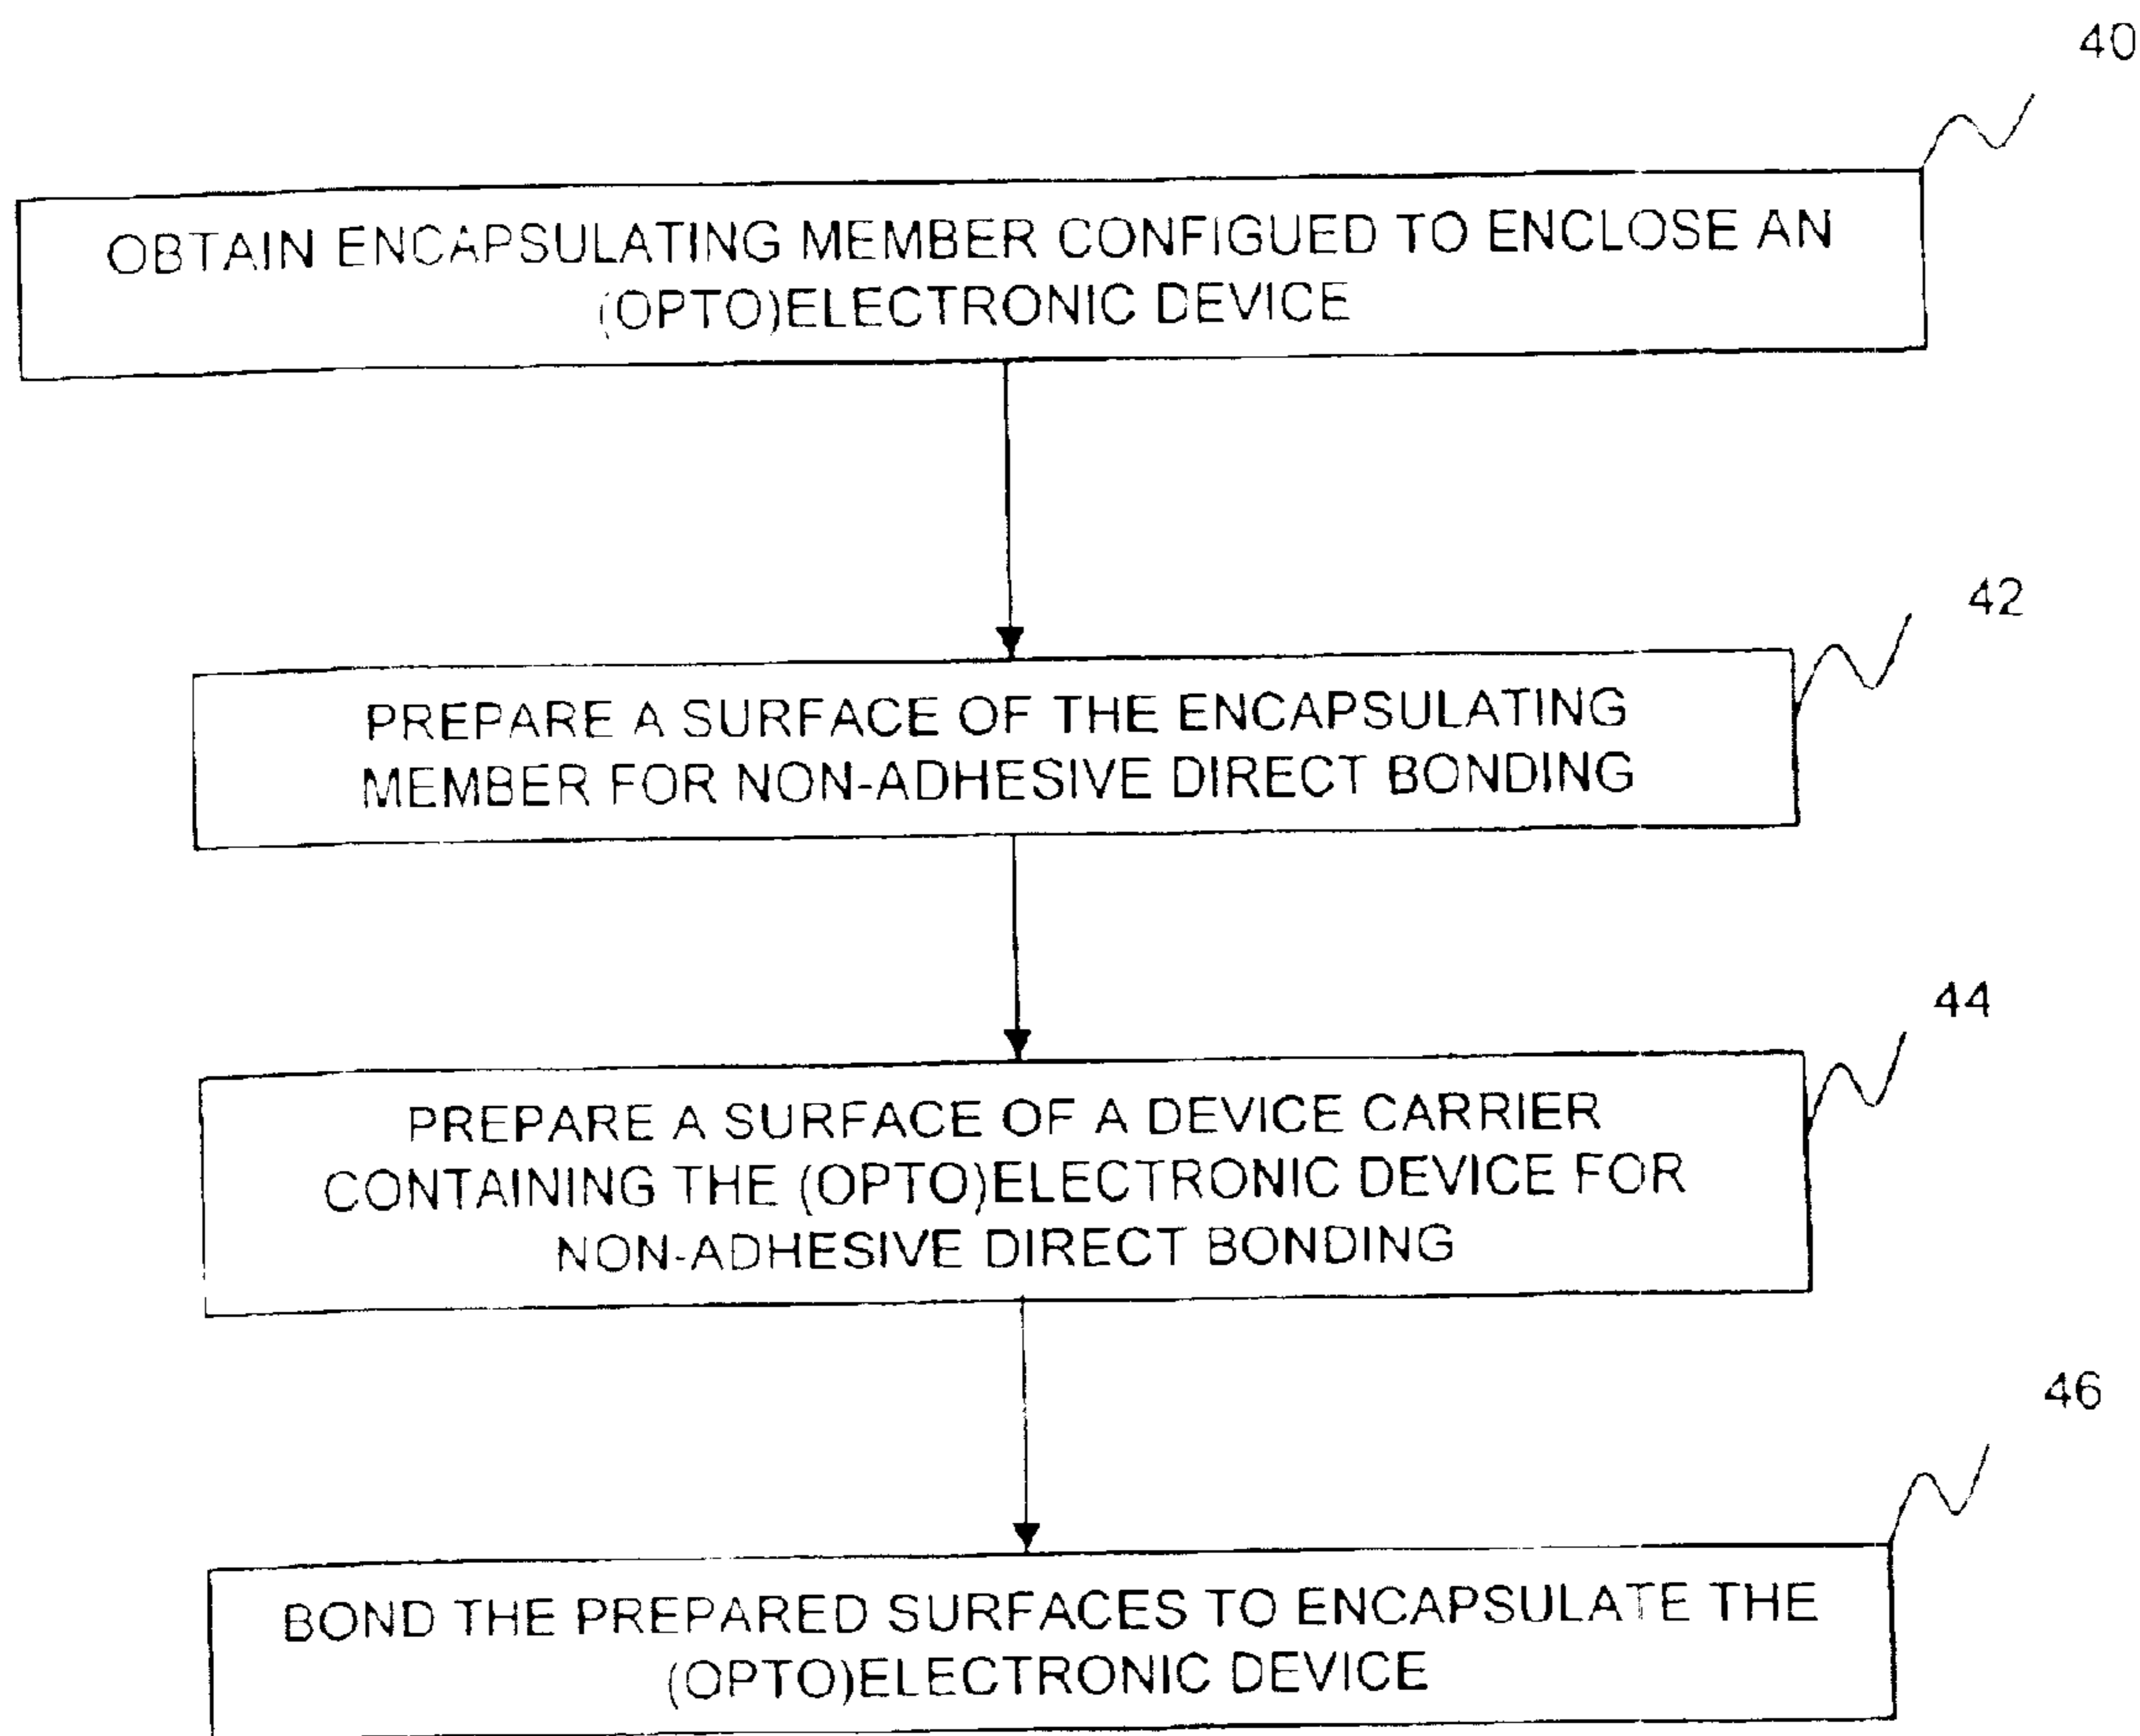 40
OBTAIN ENCAPSULATING MEMBER CONFIGUED TO ENCLOSE AN
(OPTO)ELECTRONIC DEVICE
42
PREPARE A SURFACE OF THE ENCAPSULATING
MEMBER FOR NON-ADHESIVE DIRECT BONDING
44
PREPARE A SURFACE OF A DEVICE CARRIER
CONTAINING THE (OPTO)ELECTRONIC DEVICE FOR
NON-ADHESIVE DIRECT BONDING
46
BOND THE PREPARED SURFACES TO ENCAPSULATE THE
(OPTO)ELECTRONIC DEVICE